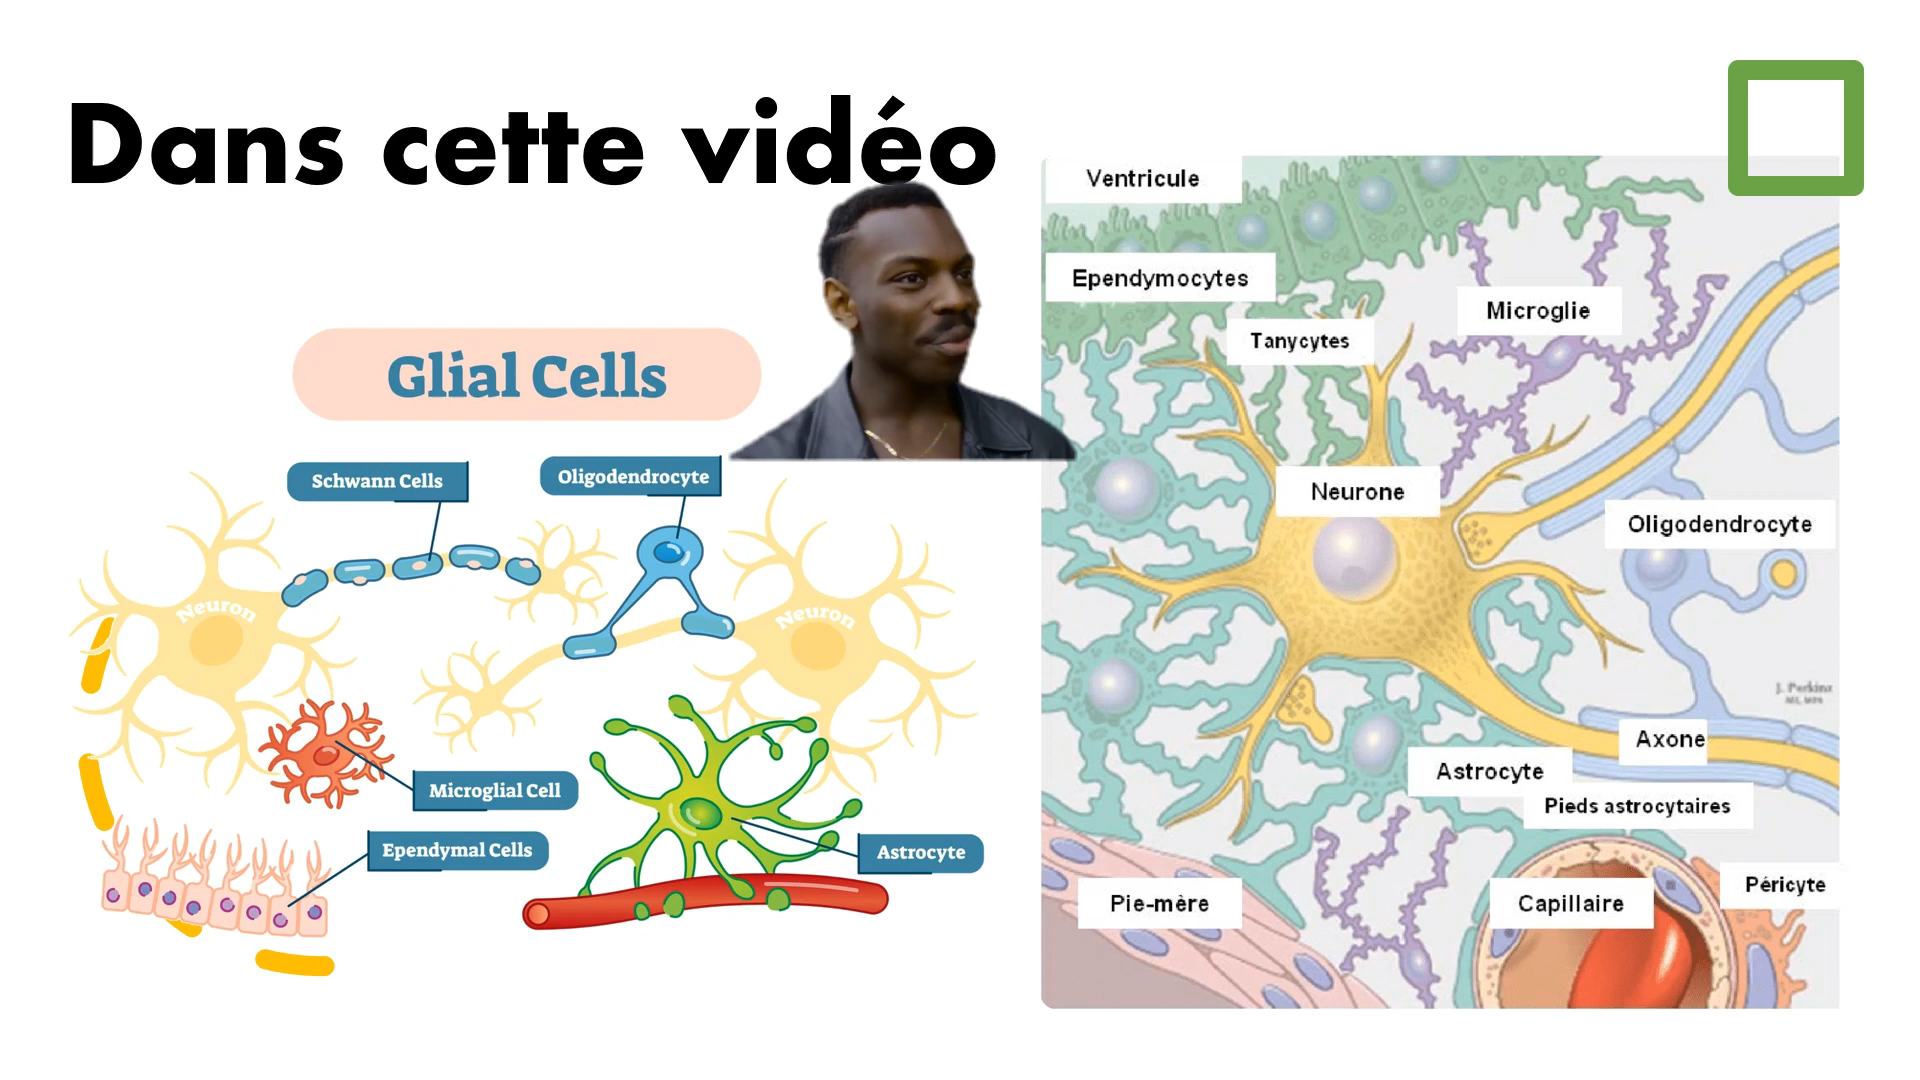 Dans cette vidéo
Glial Cells
Schwann Cells
Oligodendrocyte
Neuron
Neuron
Microglial Cell
Ependymal Cells
Astrocyte
Ventricule
Ependymocytes
Tanycytes
Microglie
Neurone
Oligodendrocyte
J. Perkins
Axone
Astrocyte
Pieds astrocytaires
Pie-mère
Capillaire
Péricyte